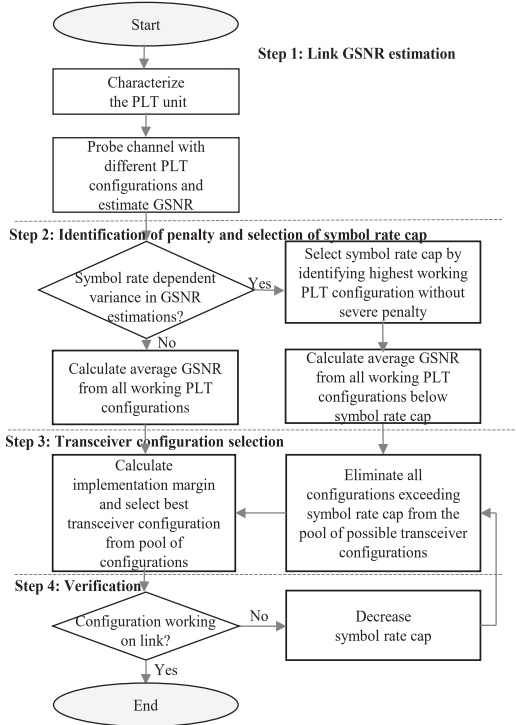 Start
Step 1: Link GSNR estimation
Characterize
the PLT unit
Probe channel with
different PLT
configurations and
estimate GSNR
Step 2: Identification of penalty and selection of symbol rate cap
Symbol rate dependent
variance in GSNR
estimations?
Yes
Select symbol rate cap by
identifying highest working
PLT configuration without
severe penalty
No
Calculate average GSNR
from all working PLT
configurations
Calculate average GSNR
from all working PLT
configurations below
symbol rate cap
Step 3: Transceiver configuration selection
Calculate
implementation margin
and select best
transceiver configuration
from pool of
configurations
Eliminate all
configurations exceeding
symbol rate cap from the
pool of possible transceiver
configurations
Step 4: Verification
Configuration working
on link?
No
Decrease
symbol rate cap
Yes
End